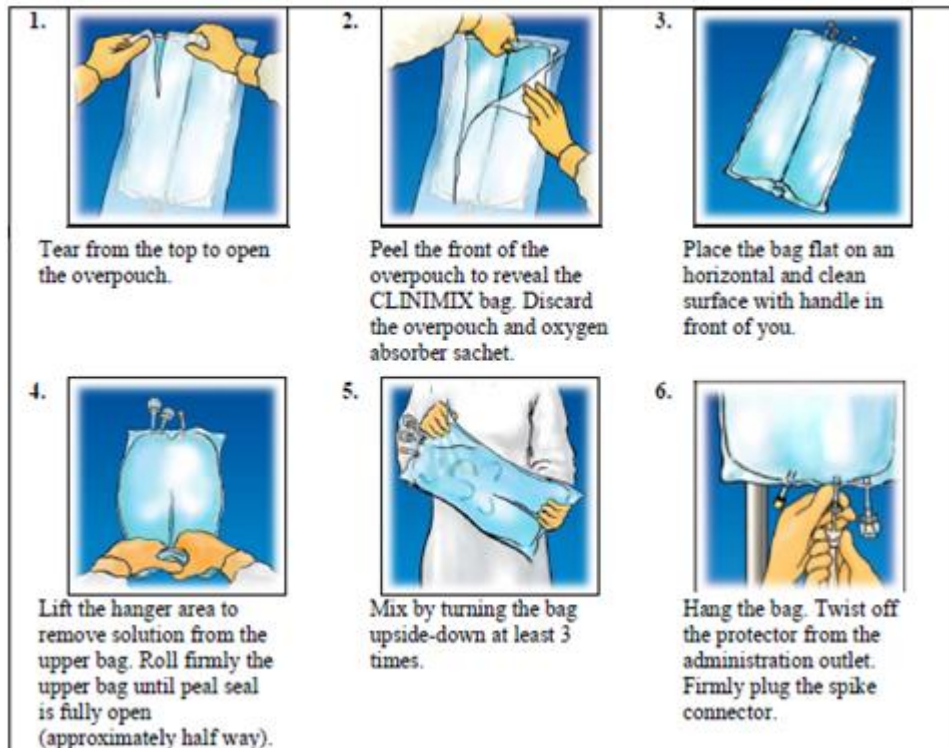 1.
Tear from the top to open
the overpouch.
2.
Peel the front of the
overpouch to reveal the
CLINIMIX bag. Discard
the overpouch and oxygen
absorber sachet.
3.
Place the bag flat on an
horizontal and clean
surface with handle in
front of you.
4.
Lift the hanger area to
remove solution from the
upper bag. Roll firmly the
upper bag until peal seal
is fully open
(approximately half way).
5.
Mix by turning the bag
upside-down at least 3
times.
6.
Hang the bag. Twist off
the protector from the
administration outlet.
Firmly plug the spike
connector.